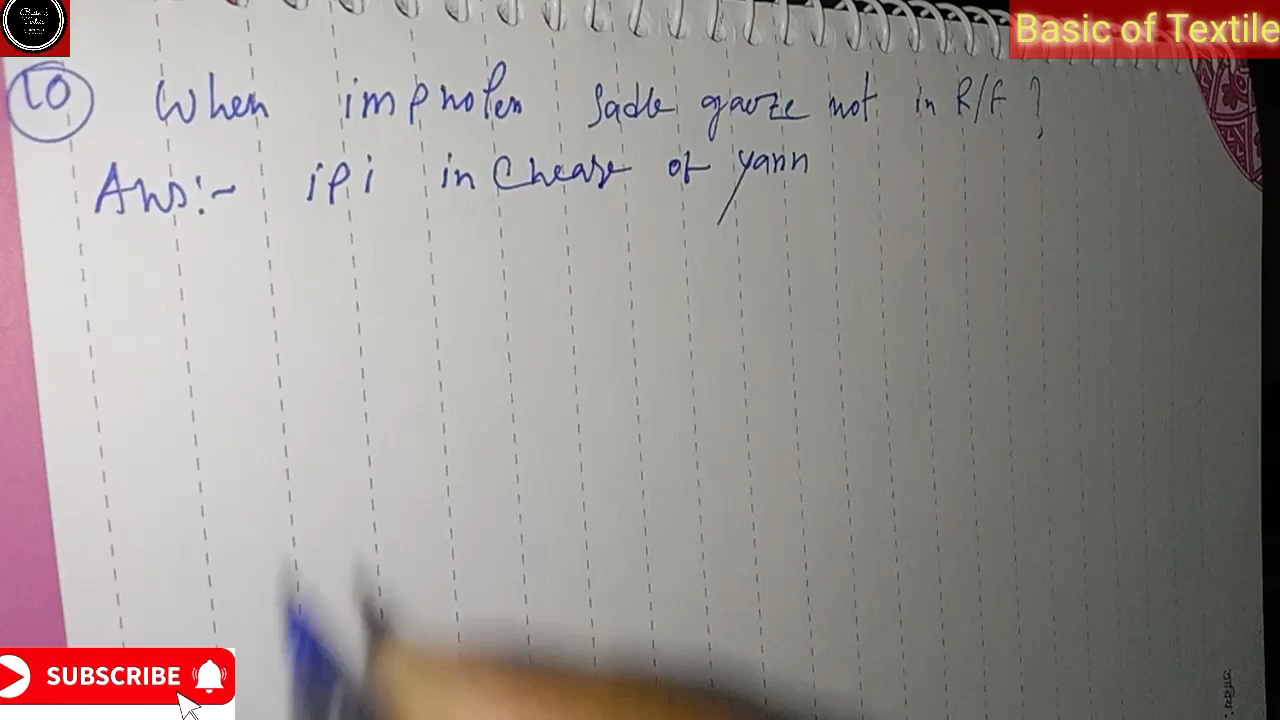 Basic of Textile
10 When improper sadle gauze not in R/F ?
Ans:- ipi increase of yarn
SUBSCRIBE